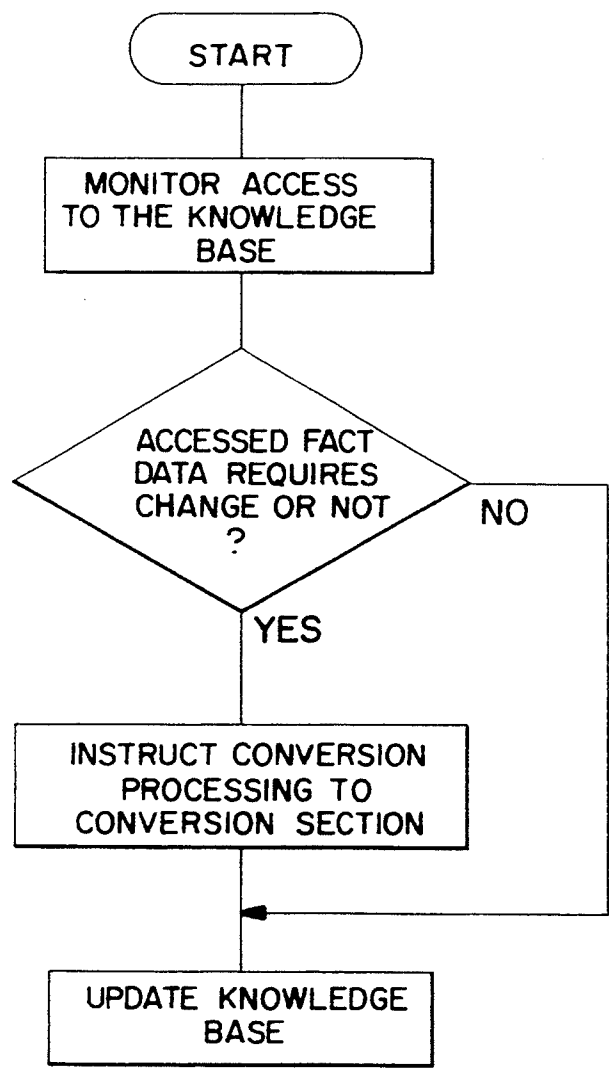 START
MONITOR ACCESS
TO THE KNOWLEDGE
BASE
ACCESSED FACT
DATA REQUIRES
CHANGE OR NOT
?
NO
YES
INSTRUCT CONVERSION
PROCESSING TO
CONVERSION SECTION
UPDATE KNOWLEDGE
BASE